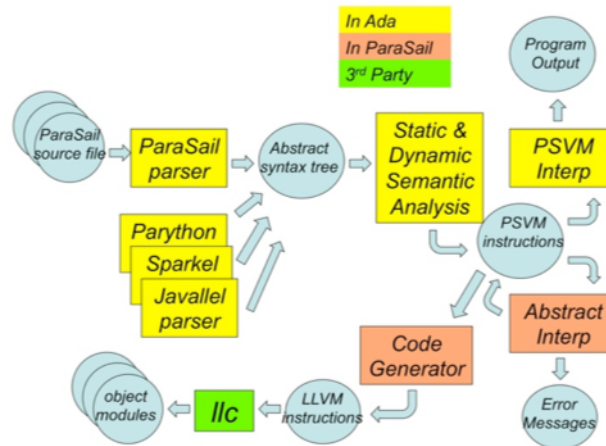 In Ada
In ParaSail
3rd Party
Program
Output
ParaSail
source file
ParaSail
parser
Abstract
syntax tree
Static &
Dynamic
Semantic
Analysis
PSVM
Interp
Parython
Sparkel
Javallel
parser
PSVM
instructions
Abstract
Interp
Code
Generator
object
modules
llc
LLVM
instructions
Error
Messages